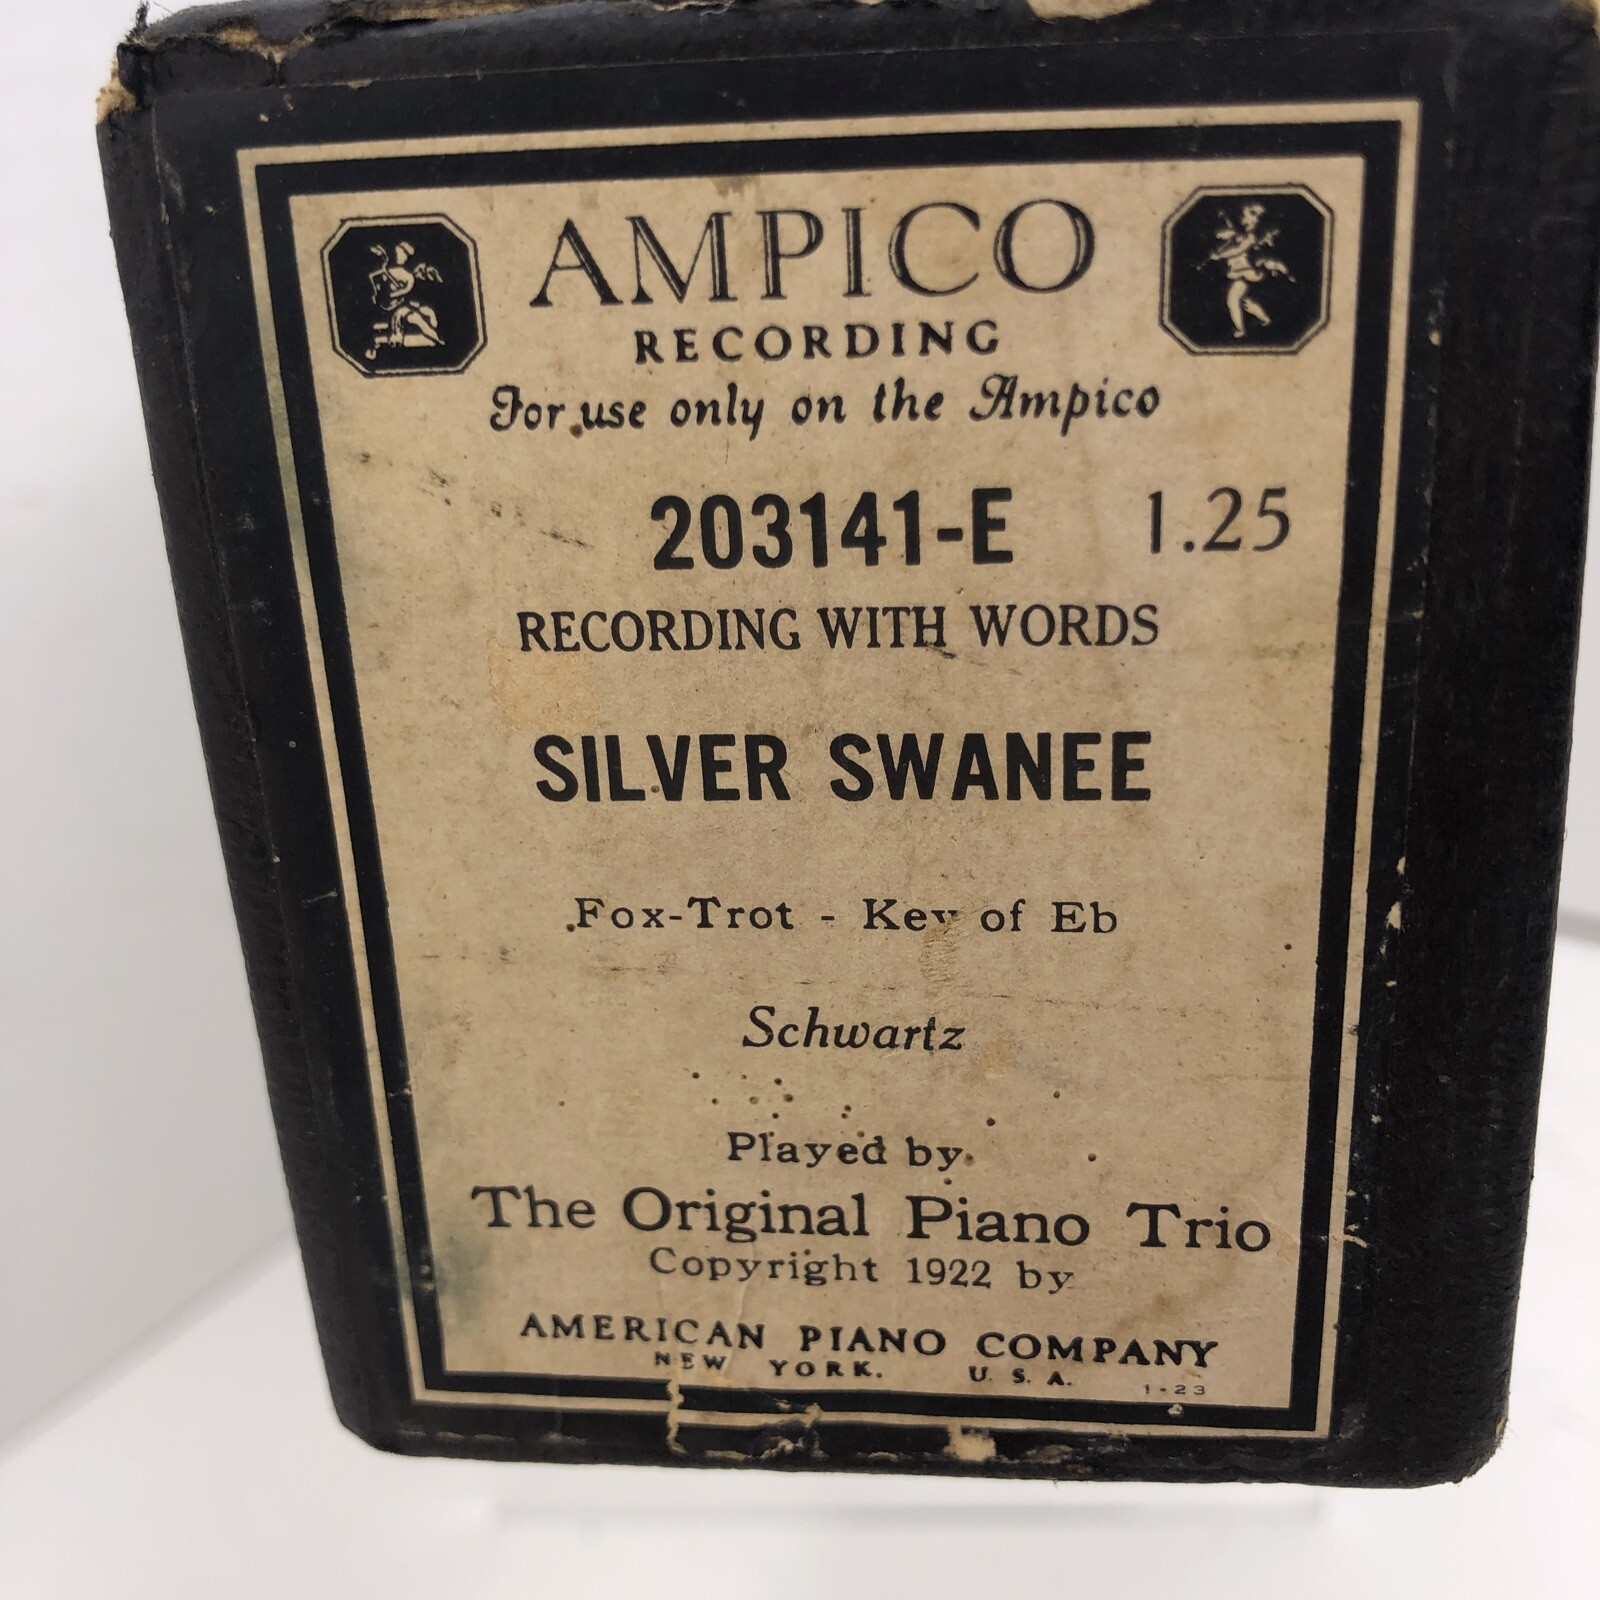 AMPICO
RECORDING
For use only on the Ampico
203141-E 1.25
RECORDING WITH WORDS
SILVER SWANEE
Fox-Trot - Key of Eb
Schwartz
Played by
The Original Piano Trio
Copyright 1922 by
AMERICAN PIANO COMPANY
NEW YORK. U. S. A.
1-23